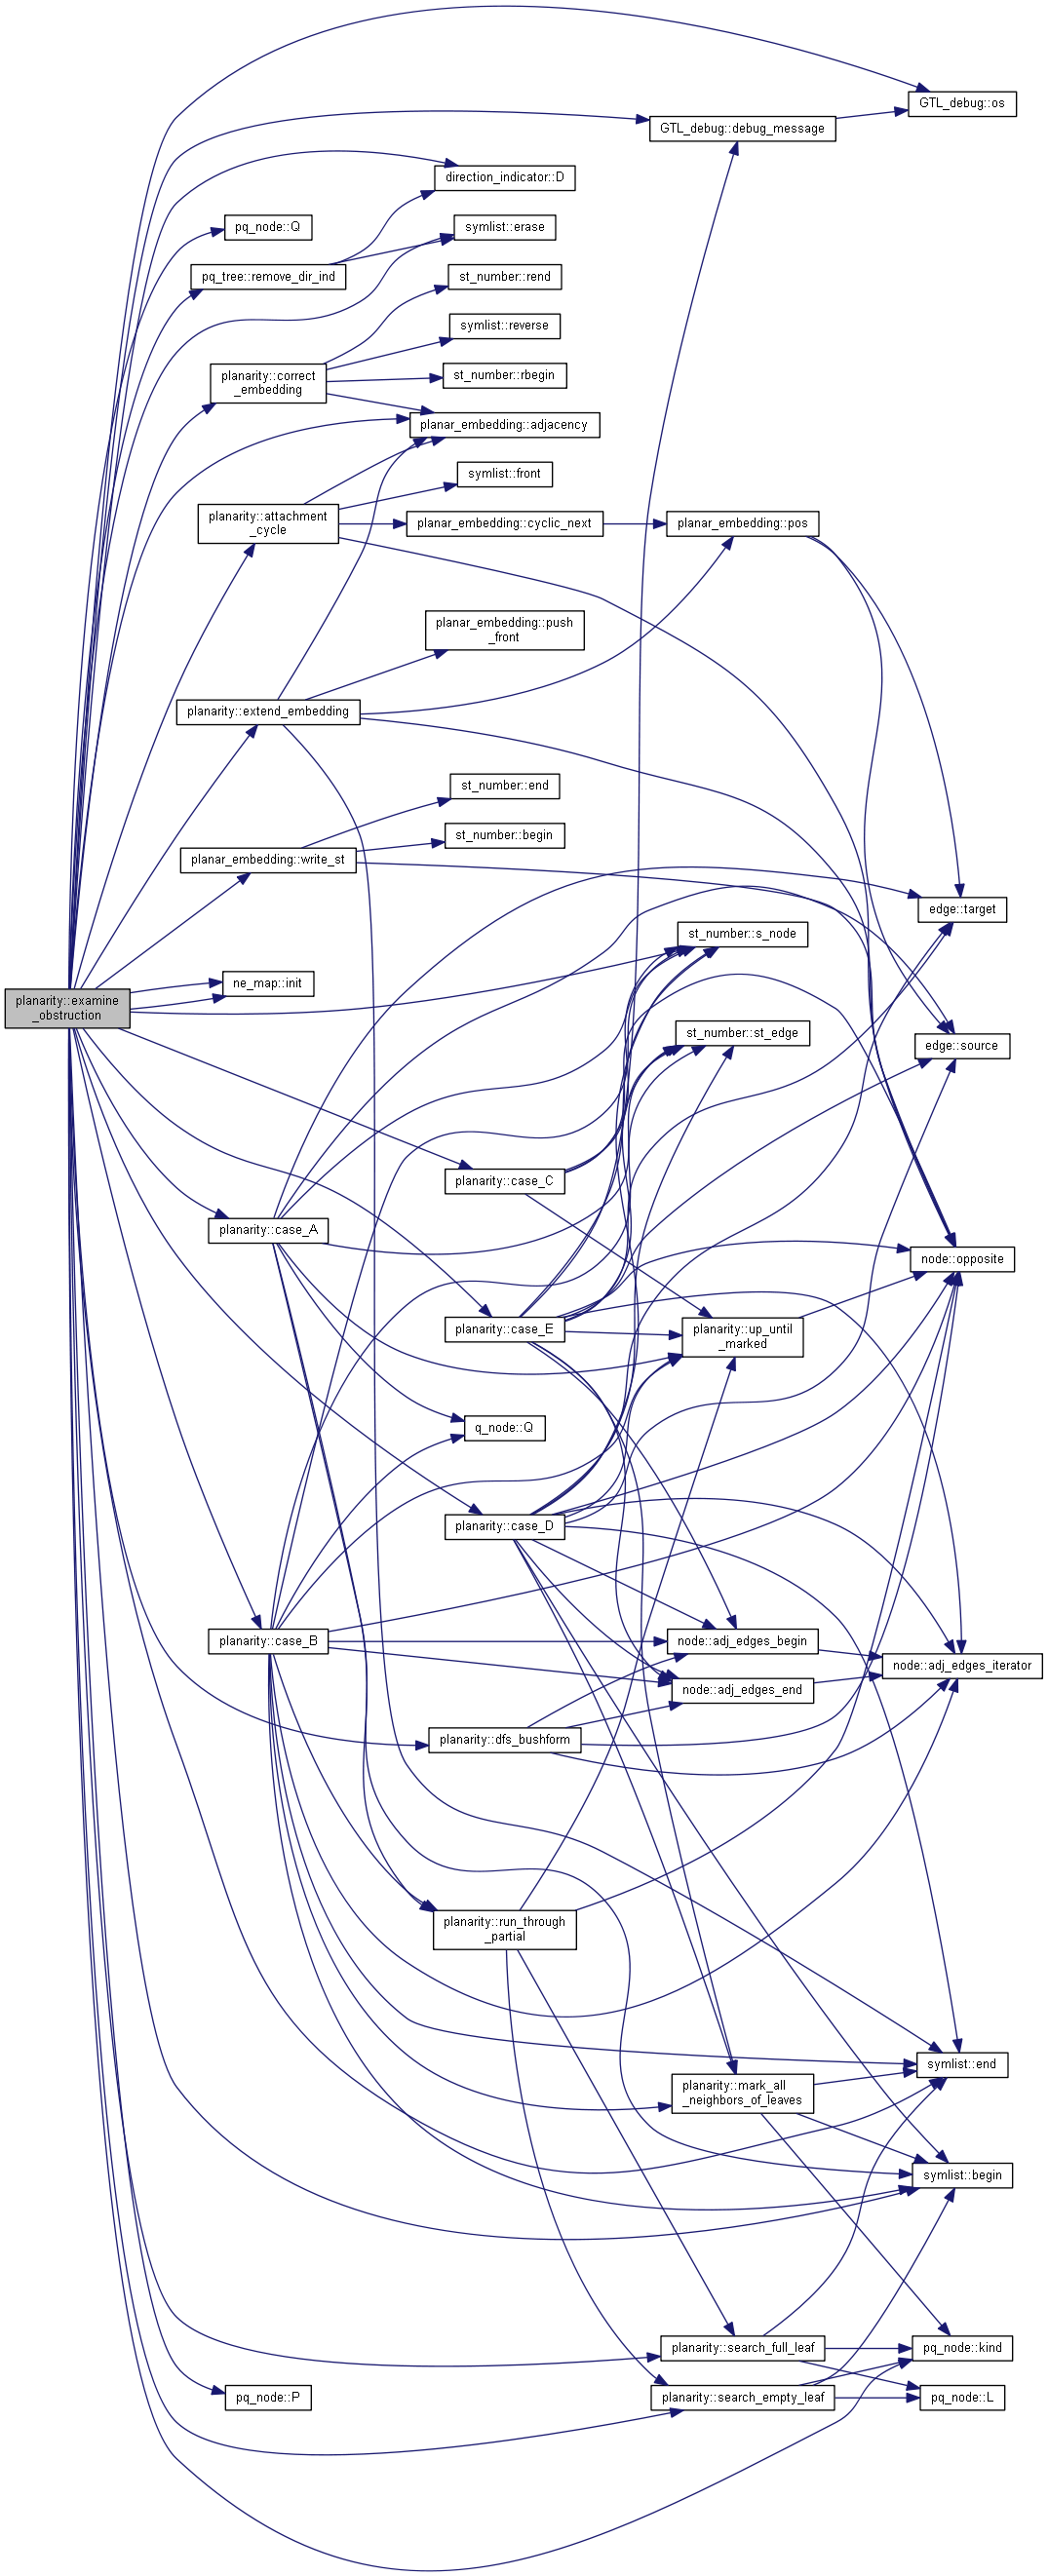 GTL_debug::os
GTL_debug::debug_message
direction_indicator::D
pq_node::Q
symlist::erase
pq_tree::remove_dir_ind
st_number::rend
symlist::reverse
planarity::correct
_embedding
st_number::rbegin
planar_embedding::adjacency
symlist::front
planarity::attachment
_cycle
planar_embedding::cyclic_next
planar_embedding::pos
planar_embedding::push
_front
planarity::extend_embedding
st_number::end
st_number::begin
planar_embedding::write_st
edge::target
st_number::s_node
ne_map::init
planarity::examine
_obstruction
st_number::st_edge
edge::source
planarity::case_C
planarity::case_A
node::opposite
planarity::case_E
planarity::up_until
_marked
q_node::Q
planarity::case_D
planarity::case_B
node::adj_edges_begin
node::adj_edges_iterator
node::adj_edges_end
planarity::dfs_bushform
planarity::run_through
_partial
symlist::end
planarity::mark_all
_neighbors_of_leaves
symlist::begin
planarity::search_full_leaf
pq_node::kind
pq_node::P
planarity::search_empty_leaf
pq_node::L